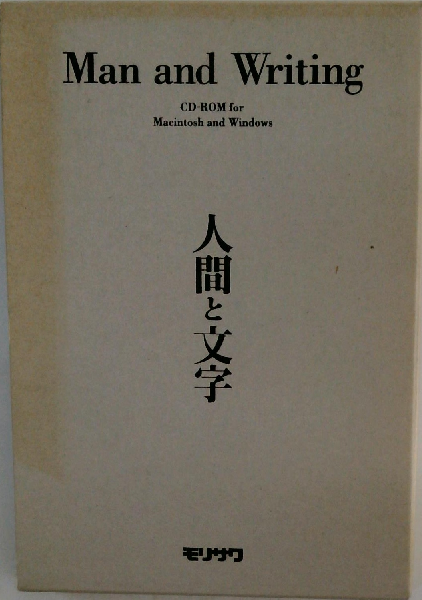 Man and Writing
CD-ROM for
Macintosh and Windows
人間と文字
モリサワ